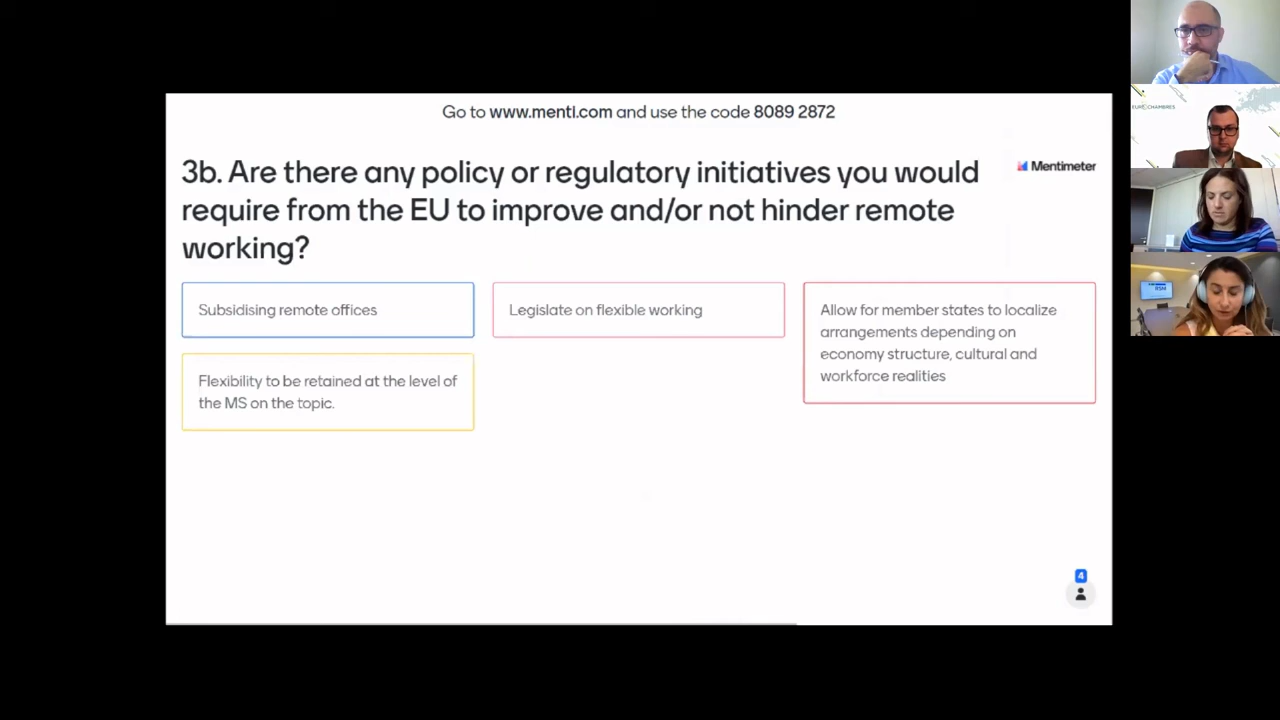 Go to www.menti.com and use the code 8089 2872
3b. Are there any policy or regulatory initiatives you would
require from the EU to improve and/or not hinder remote
working?
Mentimeter
Subsidising remote offices
Legislate on flexible working
Allow for member states to localize
arrangements depending on
economy structure, cultural and
workforce realities
Flexibility to be retained at the level of
the MS on the topic.
4
EUROCHAMBRES
RSM